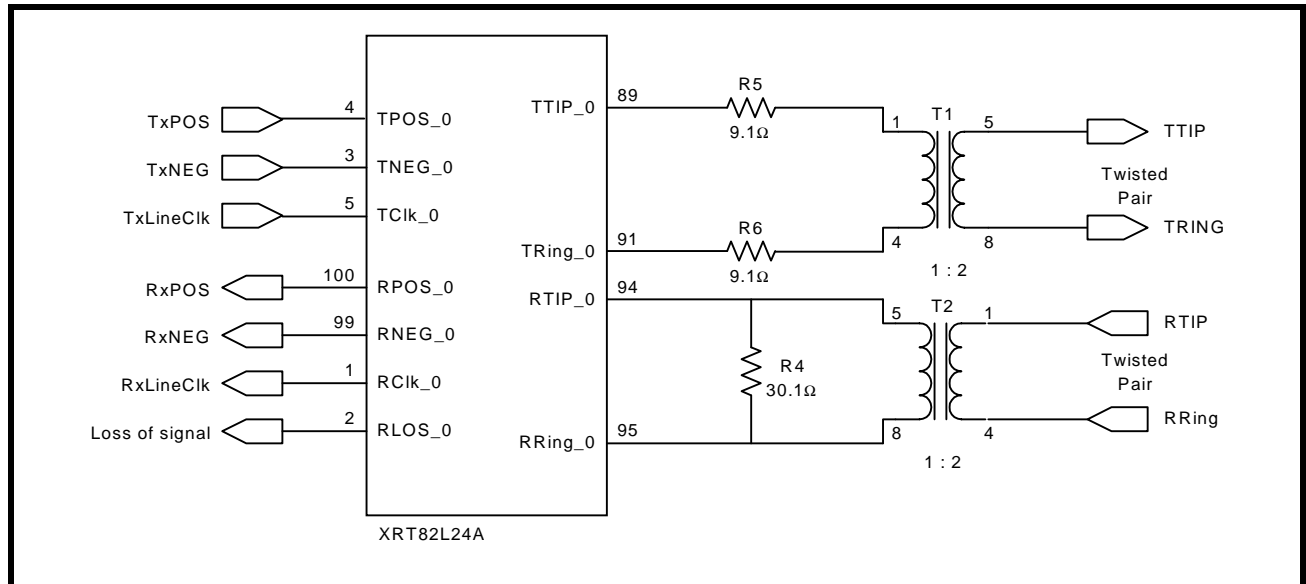 TxPOS
4
TPOS_0
TxNEG
3
TNEG_0
TxLineClk
5
TClk_0
RxPOS
100
RPOS_0
RxNEG
99
RNEG_0
RxLineClk
1
RClk_0
Loss of signal
2
RLOS_0
XRT82L24A
TTIP_0
89
R5
9.1Ω
TRing_0
91
R6
9.1Ω
T1
1
5
4
8
1 : 2
TTIP
Twisted
Pair
TRING
RTIP_0
94
R4
30.1Ω
RRing_0
95
T2
5
1
8
4
1 : 2
RTIP
Twisted
Pair
RRing